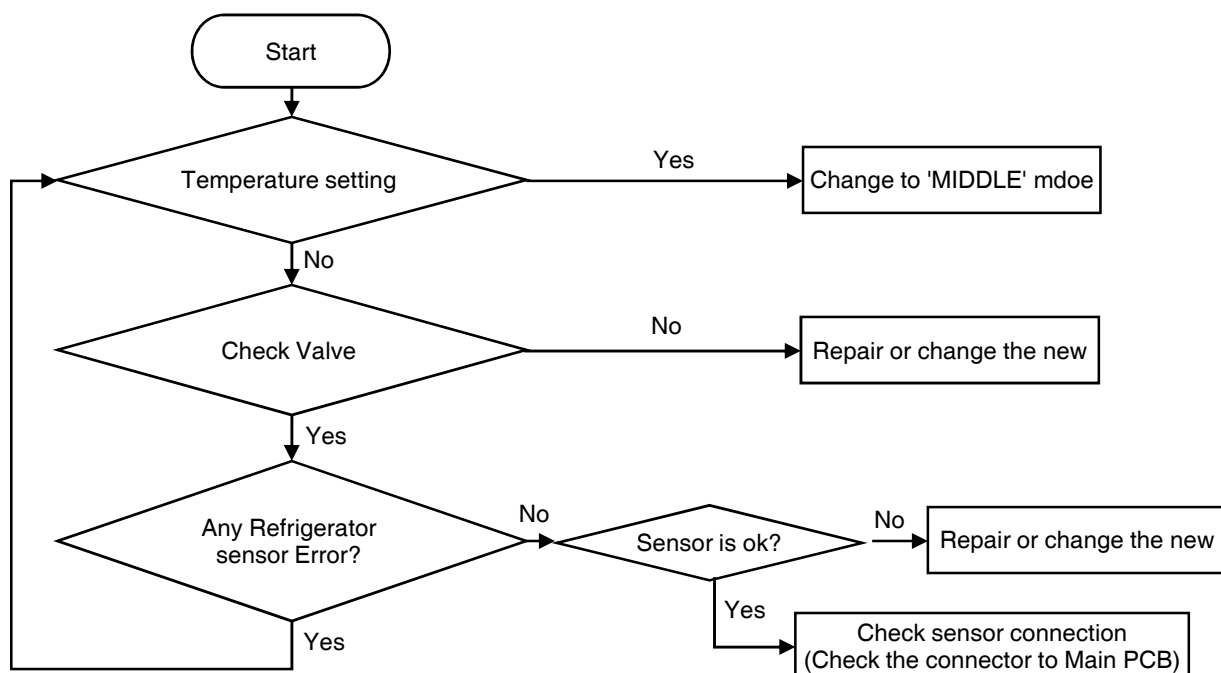 Start
Temperature setting
Yes
Change to 'MIDDLE' mdoe
No
Check Valve
No
Repair or change the new
Yes
Any Refrigerator
sensor Error?
No
Sensor is ok?
No
Repair or change the new
Yes
Check sensor connection
(Check the connector to Main PCB)
Yes